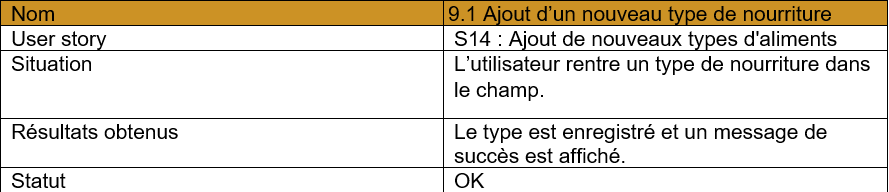 Nom 9.1 Ajout d’un nouveau type de nourriture
User story S14 : Ajout de nouveaux types d'aliments
Situation L’utilisateur rentre un type de nourriture dans
le champ.
Résultats obtenus Le type est enregistré et un message de
succès est affiché.
Statut OK